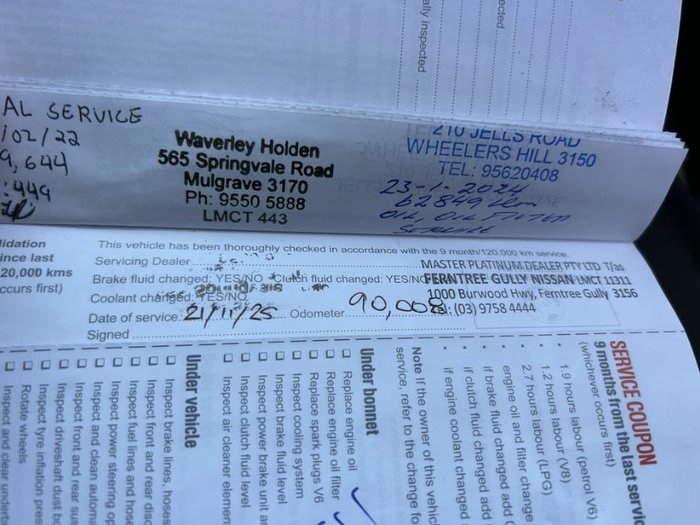 ally inspected
AL SERVICE
/02/22
9,644
Waverley Holden
565 Springvale Road
Mulgrave 3170
Ph: 9550 5888
LMCT 443
210 JELLS ROAD
WHEELERS HILL 3150
TEL: 95620408
23-1-2024
62849 km
OIL, OIL FILTER
SERVICE
lidation
since last
20,000 kms
occurs first)
This vehicle has been thoroughly checked in accordance with the 9 month/120,000 km service.
Servicing Dealer
Brake fluid changed: YES/NO Clutch fluid changed: YES/NO
Coolant changed: YES/NO
Date of service 21/11/25 Odometer
Signed
MASTER PLATINUM DEALER PTY LTD T/as
FERNTREE GULLY NISSAN LMCT 11311
1000 Burwood Hwy, Ferntree Gully 3156
Tel: (03) 9758 4444
SERVICE COUPON
9 months from the last servic
(whichever occurs first)
1.9 hours labour (petrol V6)
1.2 hours labour (V8)
2.7 hours labour (LPG)
engine oil and filter change
if brake fluid changed add
if clutch fluid changed add
if engine coolant changed
Note If the owner of this vehic
service, refer to the change fo
Under bonnet
Replace engine oil
Replace engine oil filter
Replace spark plugs V6
Inspect cooling system
Inspect brake fluid level
Inspect power brake unit a
Inspect clutch fluid level
Inspect air cleaner elemen
Under vehicle
Inspect brake lines, hoses
Inspect front and rear disc
Inspect fuel lines and hose
Inspect power steering op
Inspect and clean automa
Inspect front and rear sus
Inspect driveshaft dust bo
Inspect tyre inflation pres
Rotate wheels
Inspect and clear underb